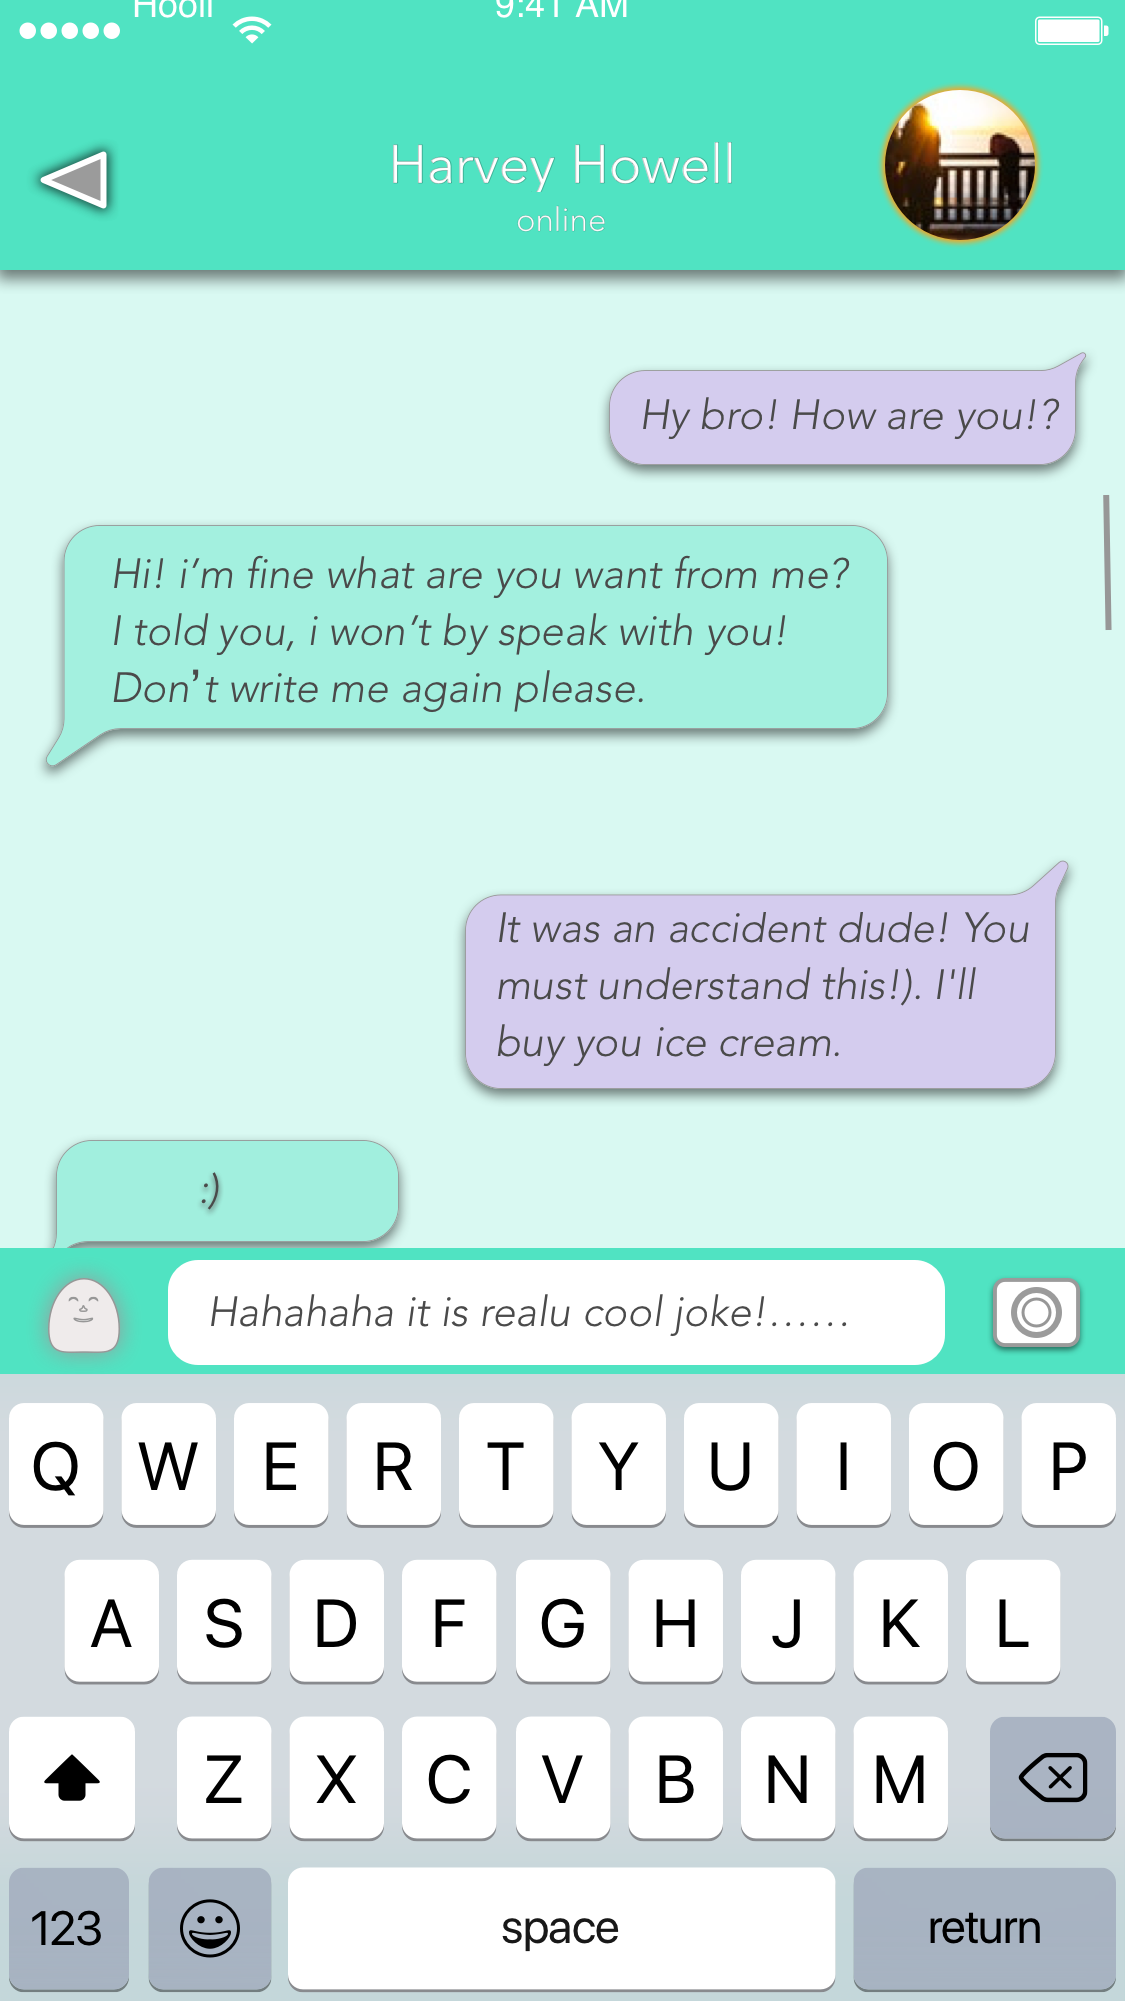 Hooli 9:41 AM
Harvey Howell
online
Hy bro! How are you!?
Hi! i’m fine what are you want from me?
I told you, i won’t by speak with you!
Don’t write me again please.
It was an accident dude! You
must understand this!). I'll
buy you ice cream.
:)
Hahahaha it is realu cool joke!......
Q W E R T Y U I O P
A S D F G H J K L
Z X C V B N M
123 space return